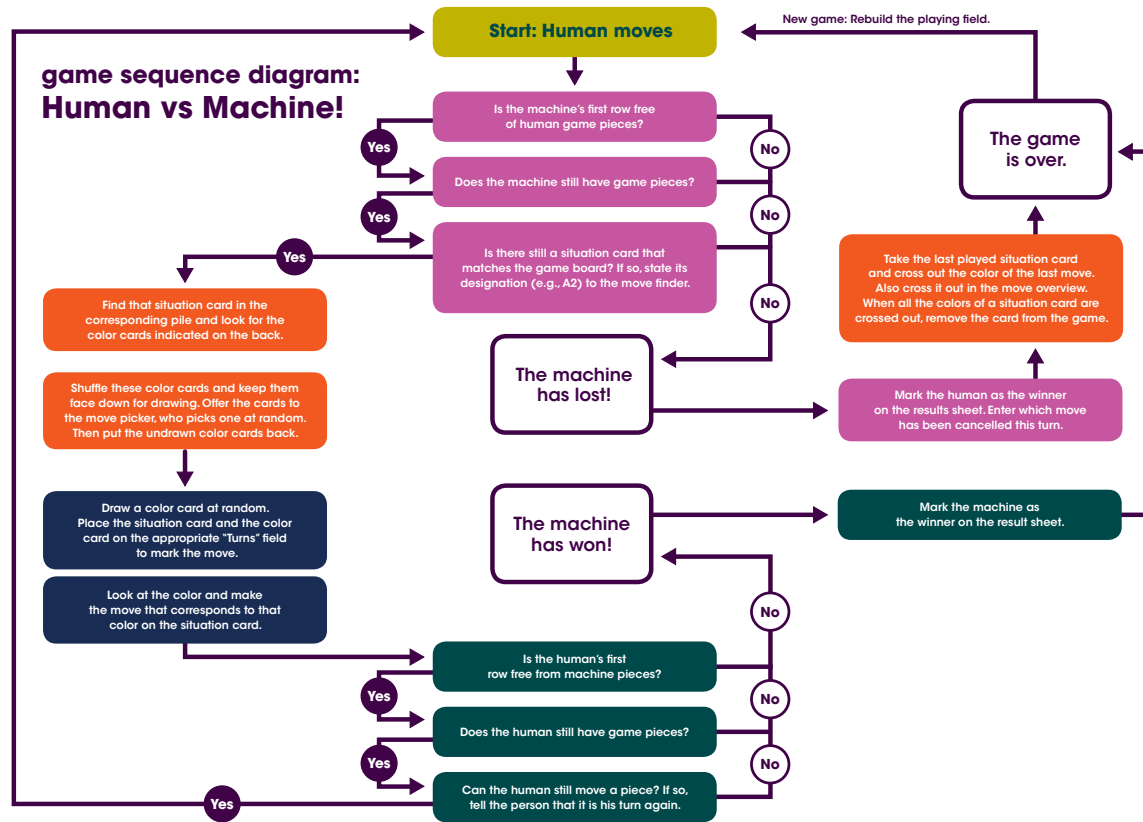 New game: Rebuild the playing field.
Start: Human moves
game sequence diagram:
Human vs Machine!
Is the machine's first row free
of human game pieces?
Yes
No
The game
is over.
Does the machine still have game pieces?
Yes
No
Is there still a situation card that
matches the game board? If so, state its
designation (e.g., A2) to the move finder.
Yes
No
Take the last played situation card
and cross out the color of the last move.
Also cross it out in the move overview.
When all the colors of a situation card are
crossed out, remove the card from the game.
Find that situation card in the
corresponding pile and look for the
color cards indicated on the back.
The machine
has lost!
Shuffle these color cards and keep them
face down for drawing. Offer the cards to
the move picker, who picks one at random.
Then put the undrawn color cards back.
Mark the human as the winner
on the results sheet. Enter which move
has been cancelled this turn.
Draw a color card at random.
Place the situation card and the color
card on the appropriate "Turns" field
to mark the move.
The machine
has won!
Mark the machine as
the winner on the result sheet.
Look at the color and make
the move that corresponds to that
color on the situation card.
No
Is the human's first
row free from machine pieces?
Yes
No
Does the human still have game pieces?
Yes
No
Can the human still move a piece? If so,
tell the person that it is his turn again.
Yes